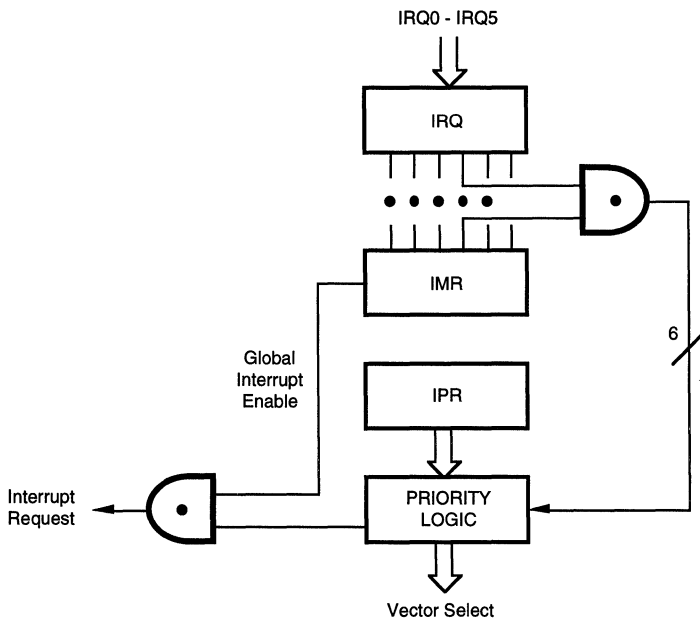 IRQ0 - IRQ5
IRQ
IMR
6
Global
Interrupt
Enable
IPR
Interrupt
Request
PRIORITY
LOGIC
Vector Select